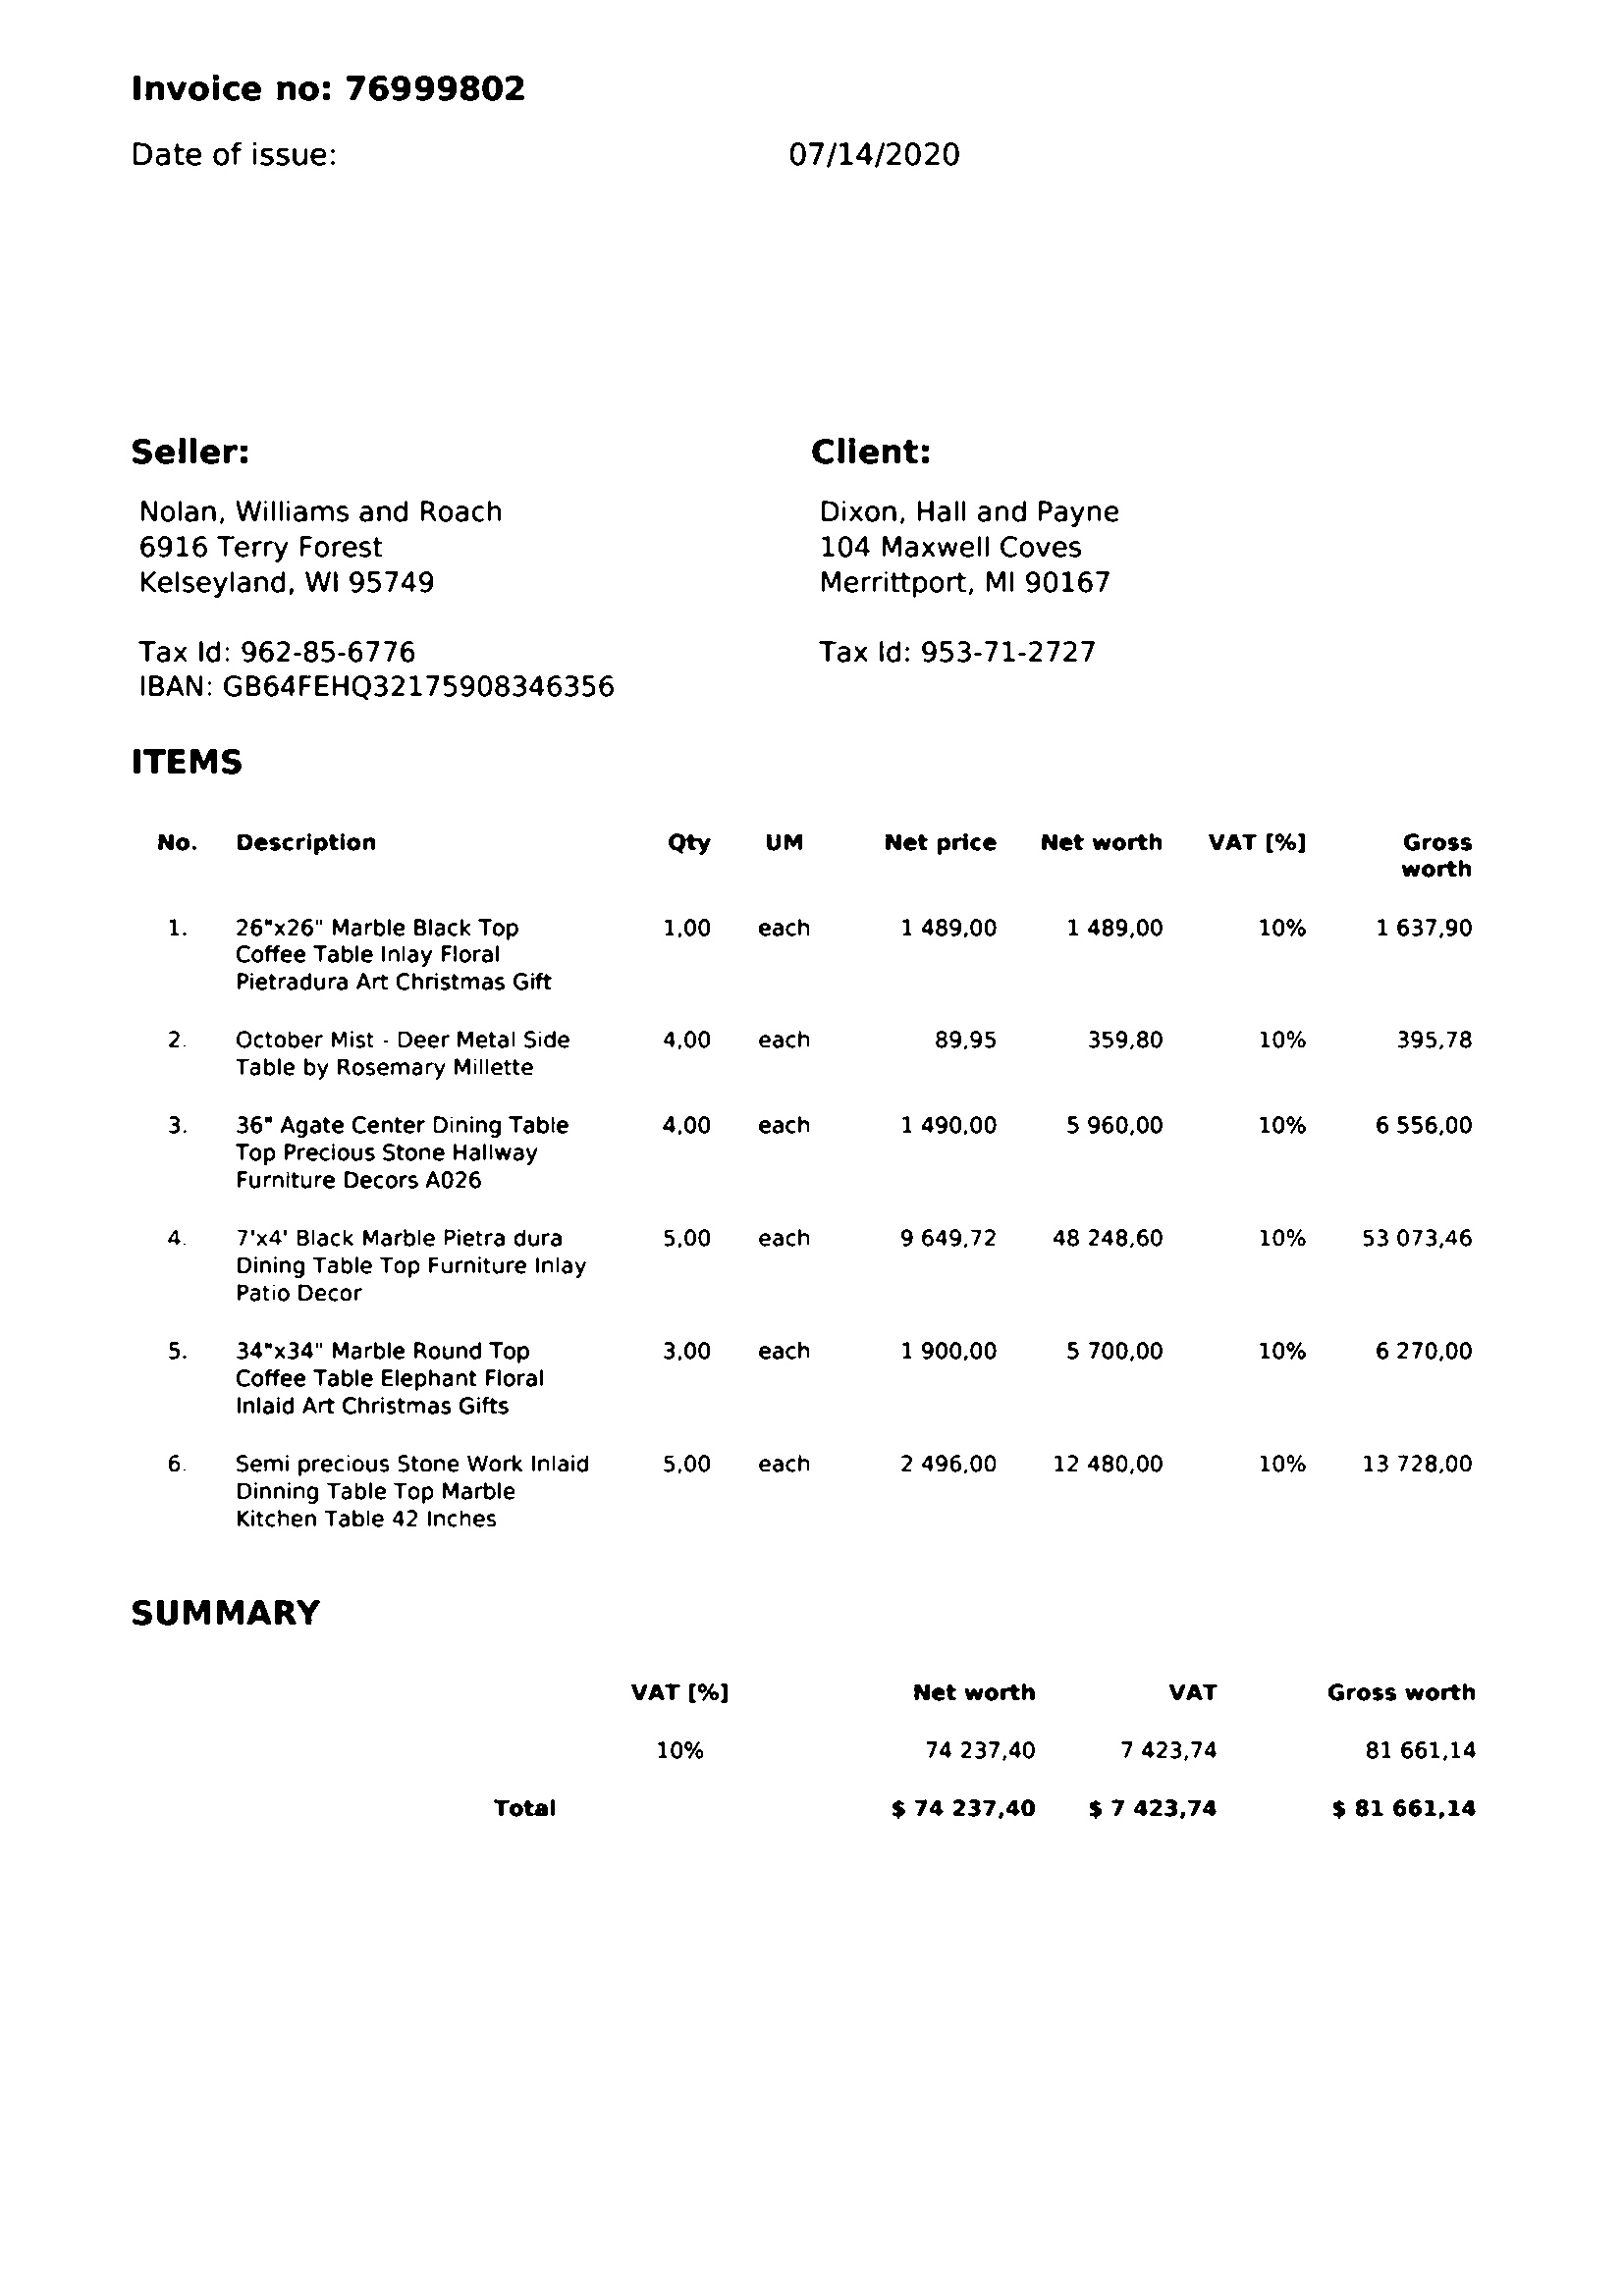 Invoice no: 76999802
Date of issue: 07/14/2020
Seller: Client:
Nolan, Williams and Roach Dixon, Hall and Payne
6916 Terry Forest 104 Maxwell Coves
Kelseyland, WI 95749 Merrittport, MI 90167
Tax Id: 962-85-6776 Tax Id: 953-71-2727
IBAN: GB64FEHQ32175908346356
ITEMS
No. Description Qty UM Net price Net worth VAT [%] Gross
worth
1. 26"x26" Marble Black Top 1,00 each 1 489,00 1 489,00 10% 1 637,90
Coffee Table Inlay Floral
Pietradura Art Christmas Gift
2. October Mist - Deer Metal Side 4,00 each 89,95 359,80 10% 395,78
Table by Rosemary Millette
3. 36" Agate Center Dining Table 4,00 each 1 490,00 5 960,00 10% 6 556,00
Top Precious Stone Hallway
Furniture Decors A026
4. 7'x4' Black Marble Pietra dura 5,00 each 9 649,72 48 248,60 10% 53 073,46
Dining Table Top Furniture Inlay
Patio Decor
5. 34"x34" Marble Round Top 3,00 each 1 900,00 5 700,00 10% 6 270,00
Coffee Table Elephant Floral
Inlaid Art Christmas Gifts
6. Semi precious Stone Work Inlaid 5,00 each 2 496,00 12 480,00 10% 13 728,00
Dinning Table Top Marble
Kitchen Table 42 Inches
SUMMARY
VAT [%] Net worth VAT Gross worth
10% 74 237,40 7 423,74 81 661,14
Total $ 74 237,40 $ 7 423,74 $ 81 661,14